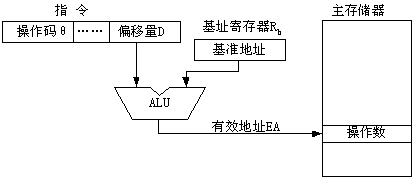 指 令
操作码θ …… 偏移量D
基址寄存器Rb
基准地址
主存储器
ALU
有效地址EA
操作数